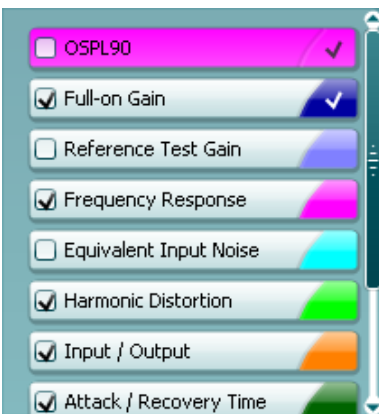 OSPL90
Full-on Gain
Reference Test Gain
Frequency Response
Equivalent Input Noise
Harmonic Distortion
Input / Output
Attack / Recovery Time